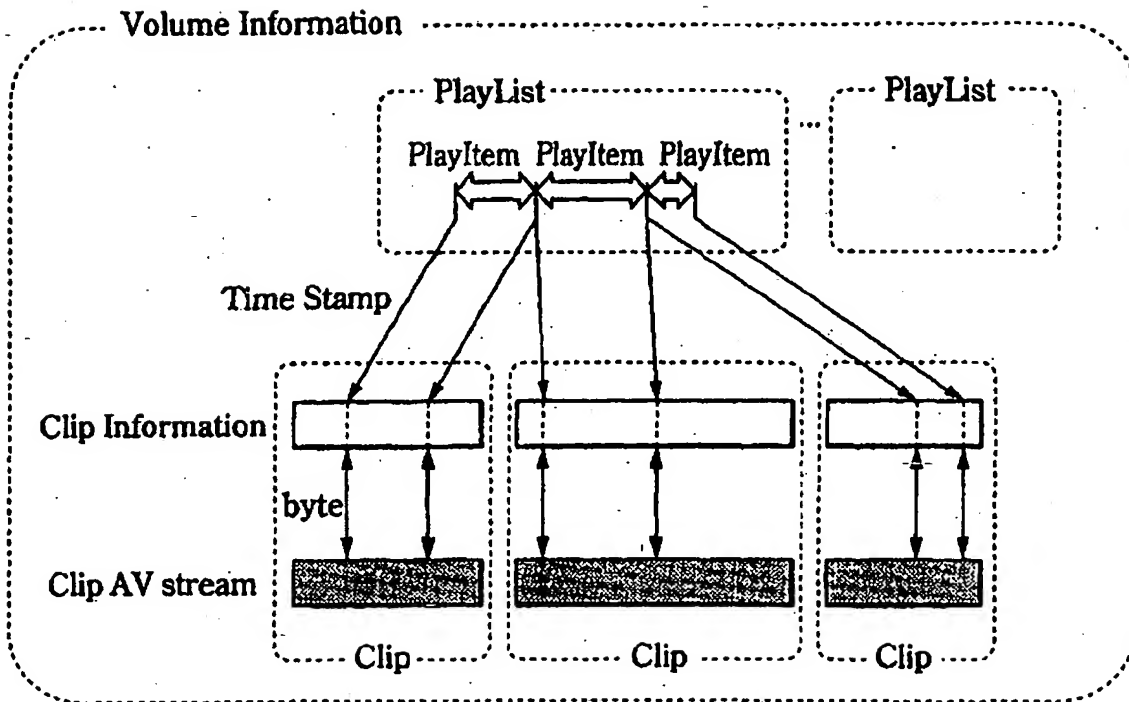 Volume Information
PlayList
PlayList
...
PlayItem PlayItem PlayItem
Time Stamp
Clip Information
byte
Clip AV stream
Clip
Clip
Clip